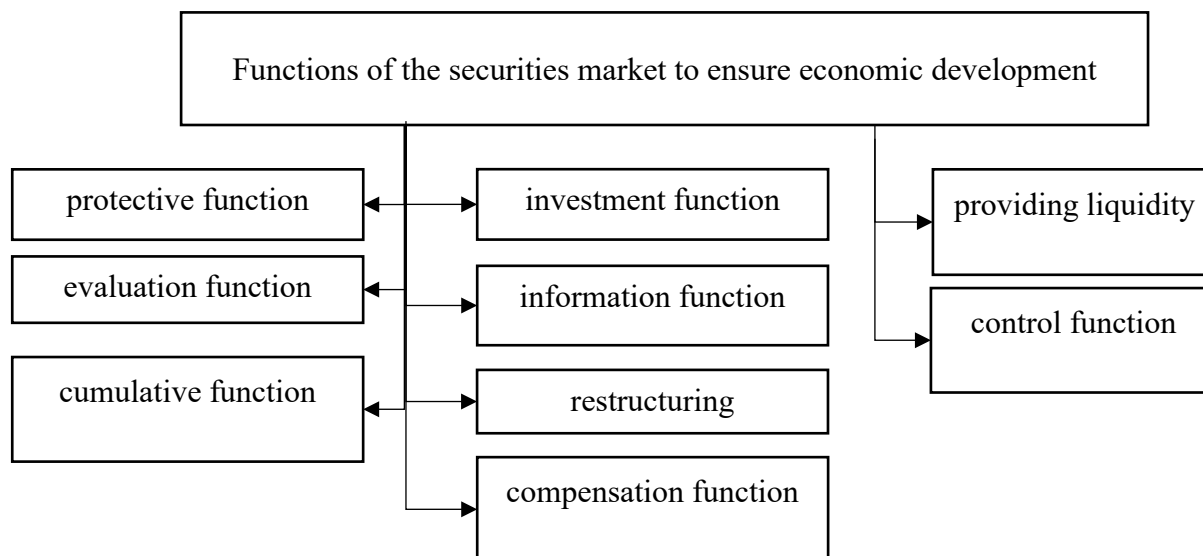 Functions of the securities market to ensure economic development
protective function
evaluation function
cumulative function
investment function
information function
restructuring
compensation function
providing liquidity
control function